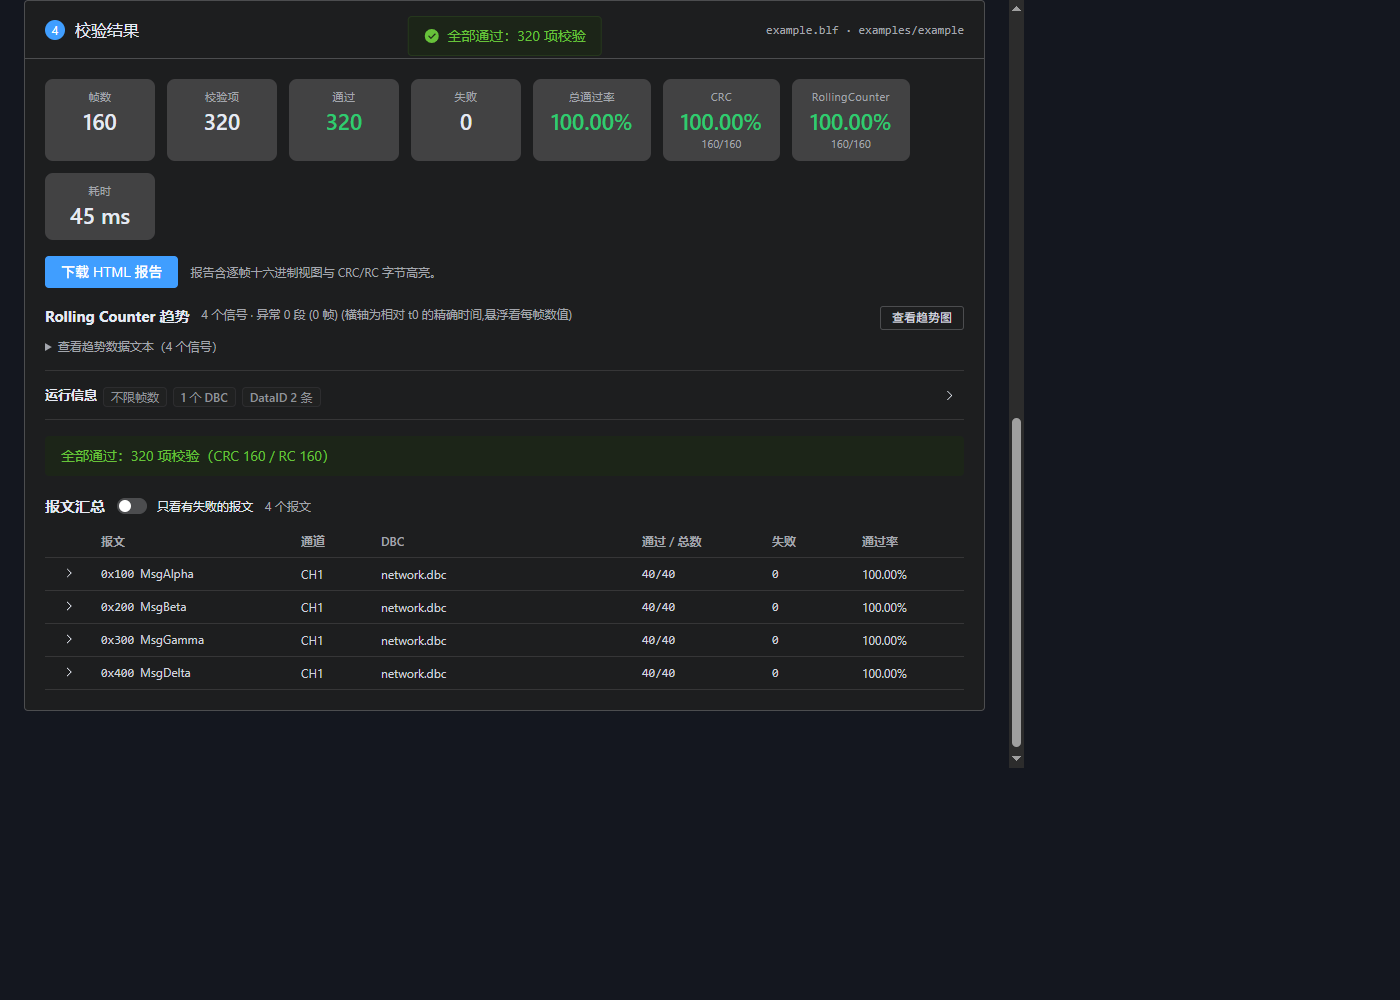 4 校验结果
全部通过：320 项校验
example.blf · examples/example
帧数 校验项 通过 失败 总通过率 CRC RollingCounter
160 320 320 0 100.00% 100.00% 100.00%
160/160 160/160
耗时
45 ms
下载 HTML 报告 报告含逐帧十六进制视图与 CRC/RC 字节高亮。
Rolling Counter 趋势 4 个信号 · 异常 0 段 (0 帧) (横轴为相对 t0 的精确时间,悬浮看每帧数值) 查看趋势图
查看趋势数据文本（4 个信号）
运行信息 不限帧数 1 个 DBC DataID 2 条
全部通过：320 项校验（CRC 160 / RC 160）
报文汇总 只看有失败的报文 4 个报文
报文 通道 DBC 通过 / 总数 失败 通过率
0x100 MsgAlpha CH1 network.dbc 40/40 0 100.00%
0x200 MsgBeta CH1 network.dbc 40/40 0 100.00%
0x300 MsgGamma CH1 network.dbc 40/40 0 100.00%
0x400 MsgDelta CH1 network.dbc 40/40 0 100.00%